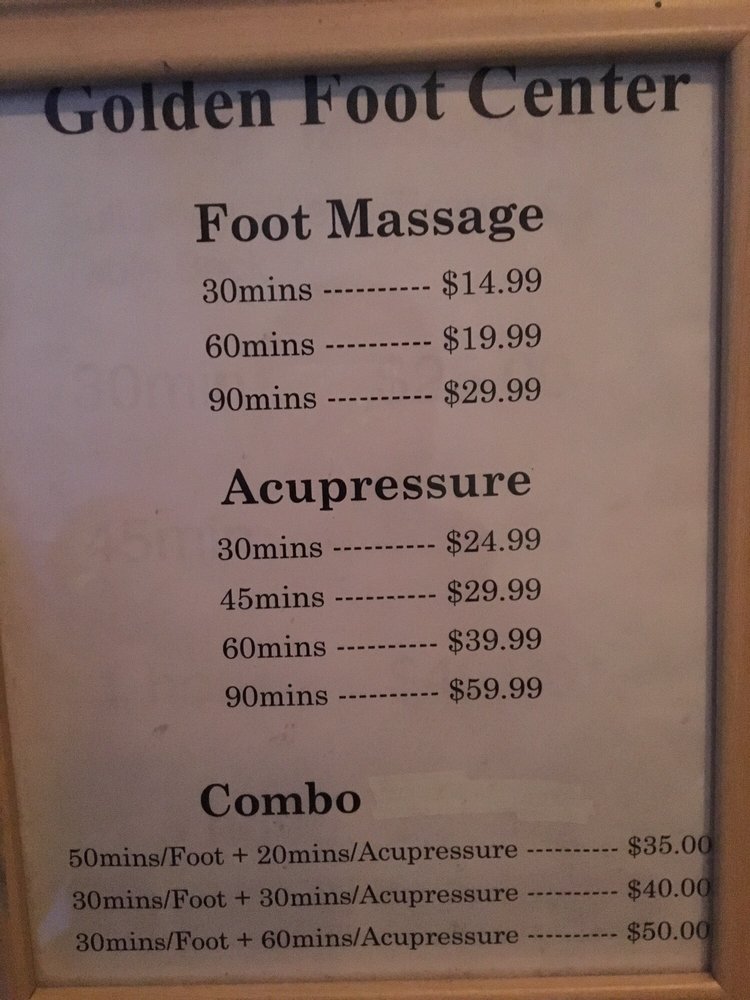 Golden Foot Center
Foot Massage
30mins ---------- $14.99
60mins ---------- $19.99
90mins ---------- $29.99
Acupressure
30mins ---------- $24.99
45mins ---------- $29.99
60mins ---------- $39.99
90mins ---------- $59.99
Combo
50mins/Foot + 20mins/Acupressure ---------- $35.00
30mins/Foot + 30mins/Acupressure ---------- $40.00
30mins/Foot + 60mins/Acupressure ---------- $50.00